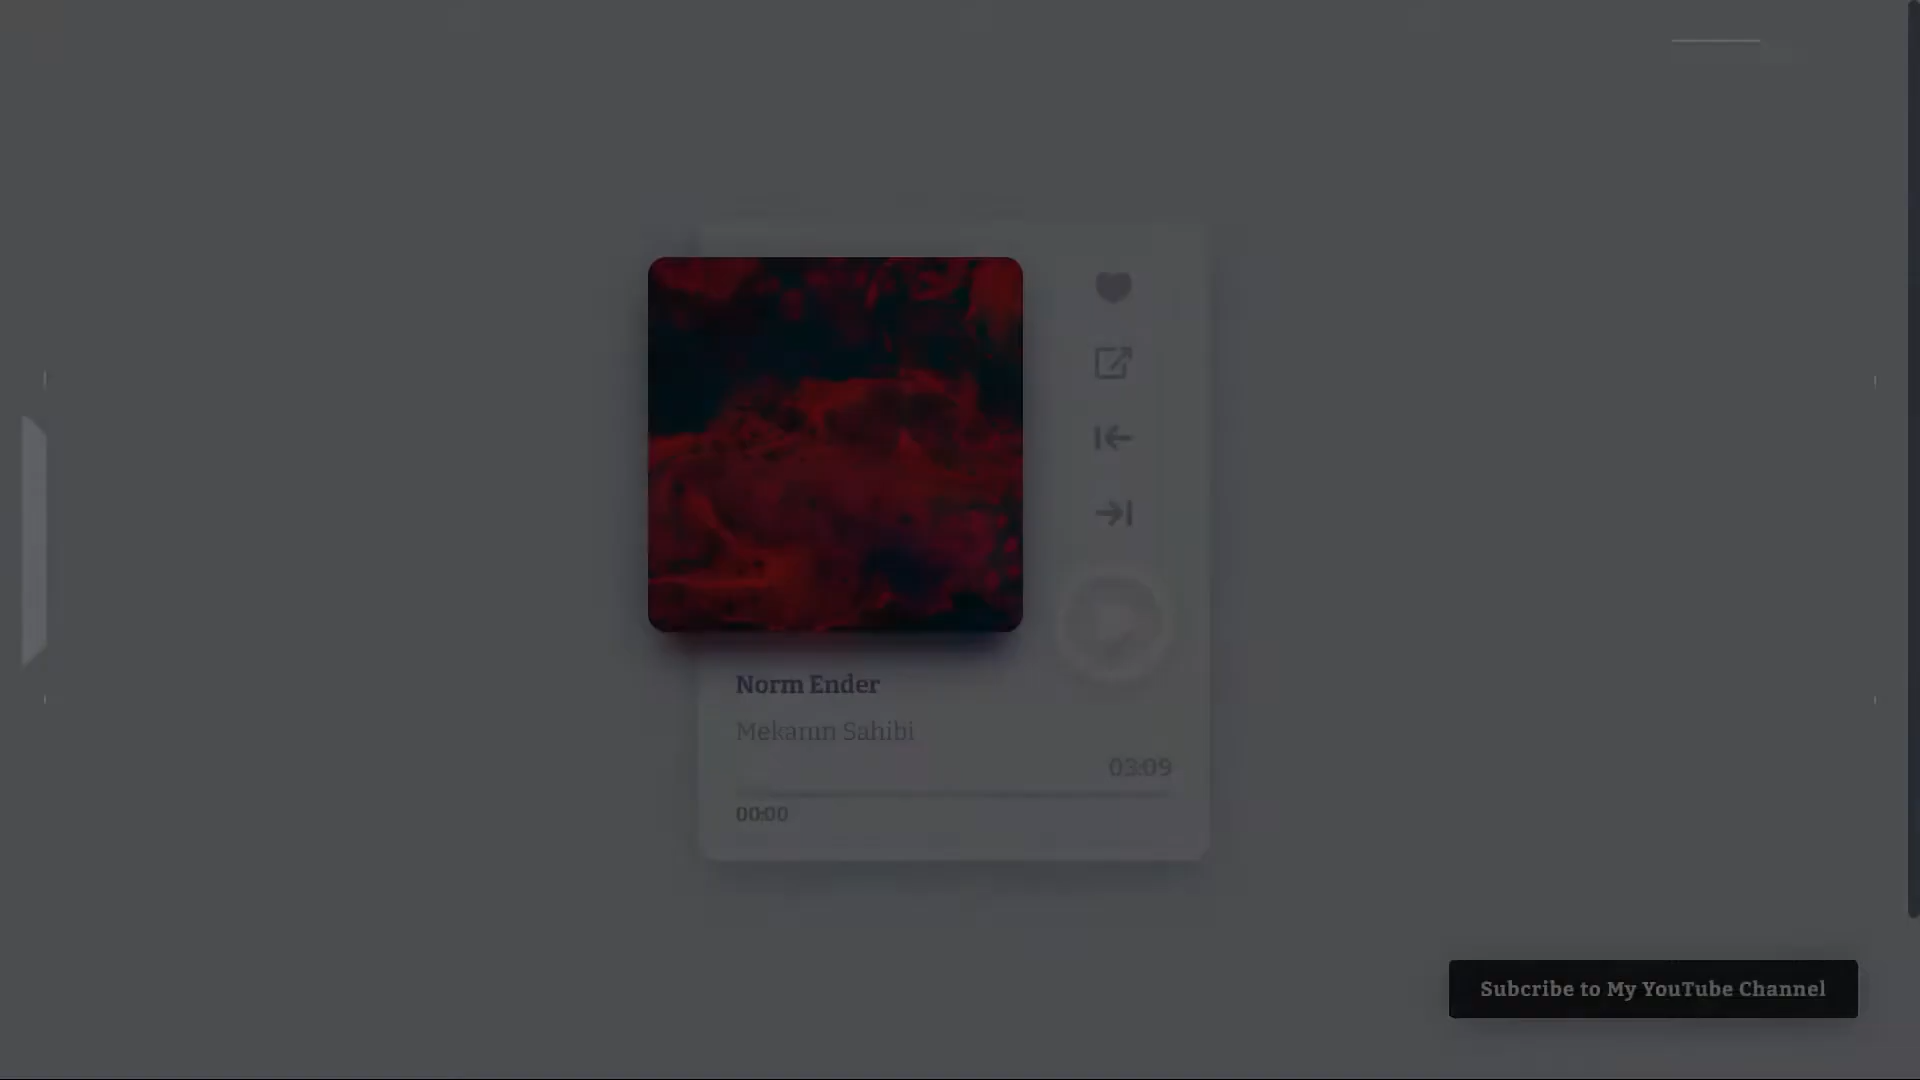 Norm Ender
Mekanın Sahibi
03:09
00:00
Subcribe to My YouTube Channel